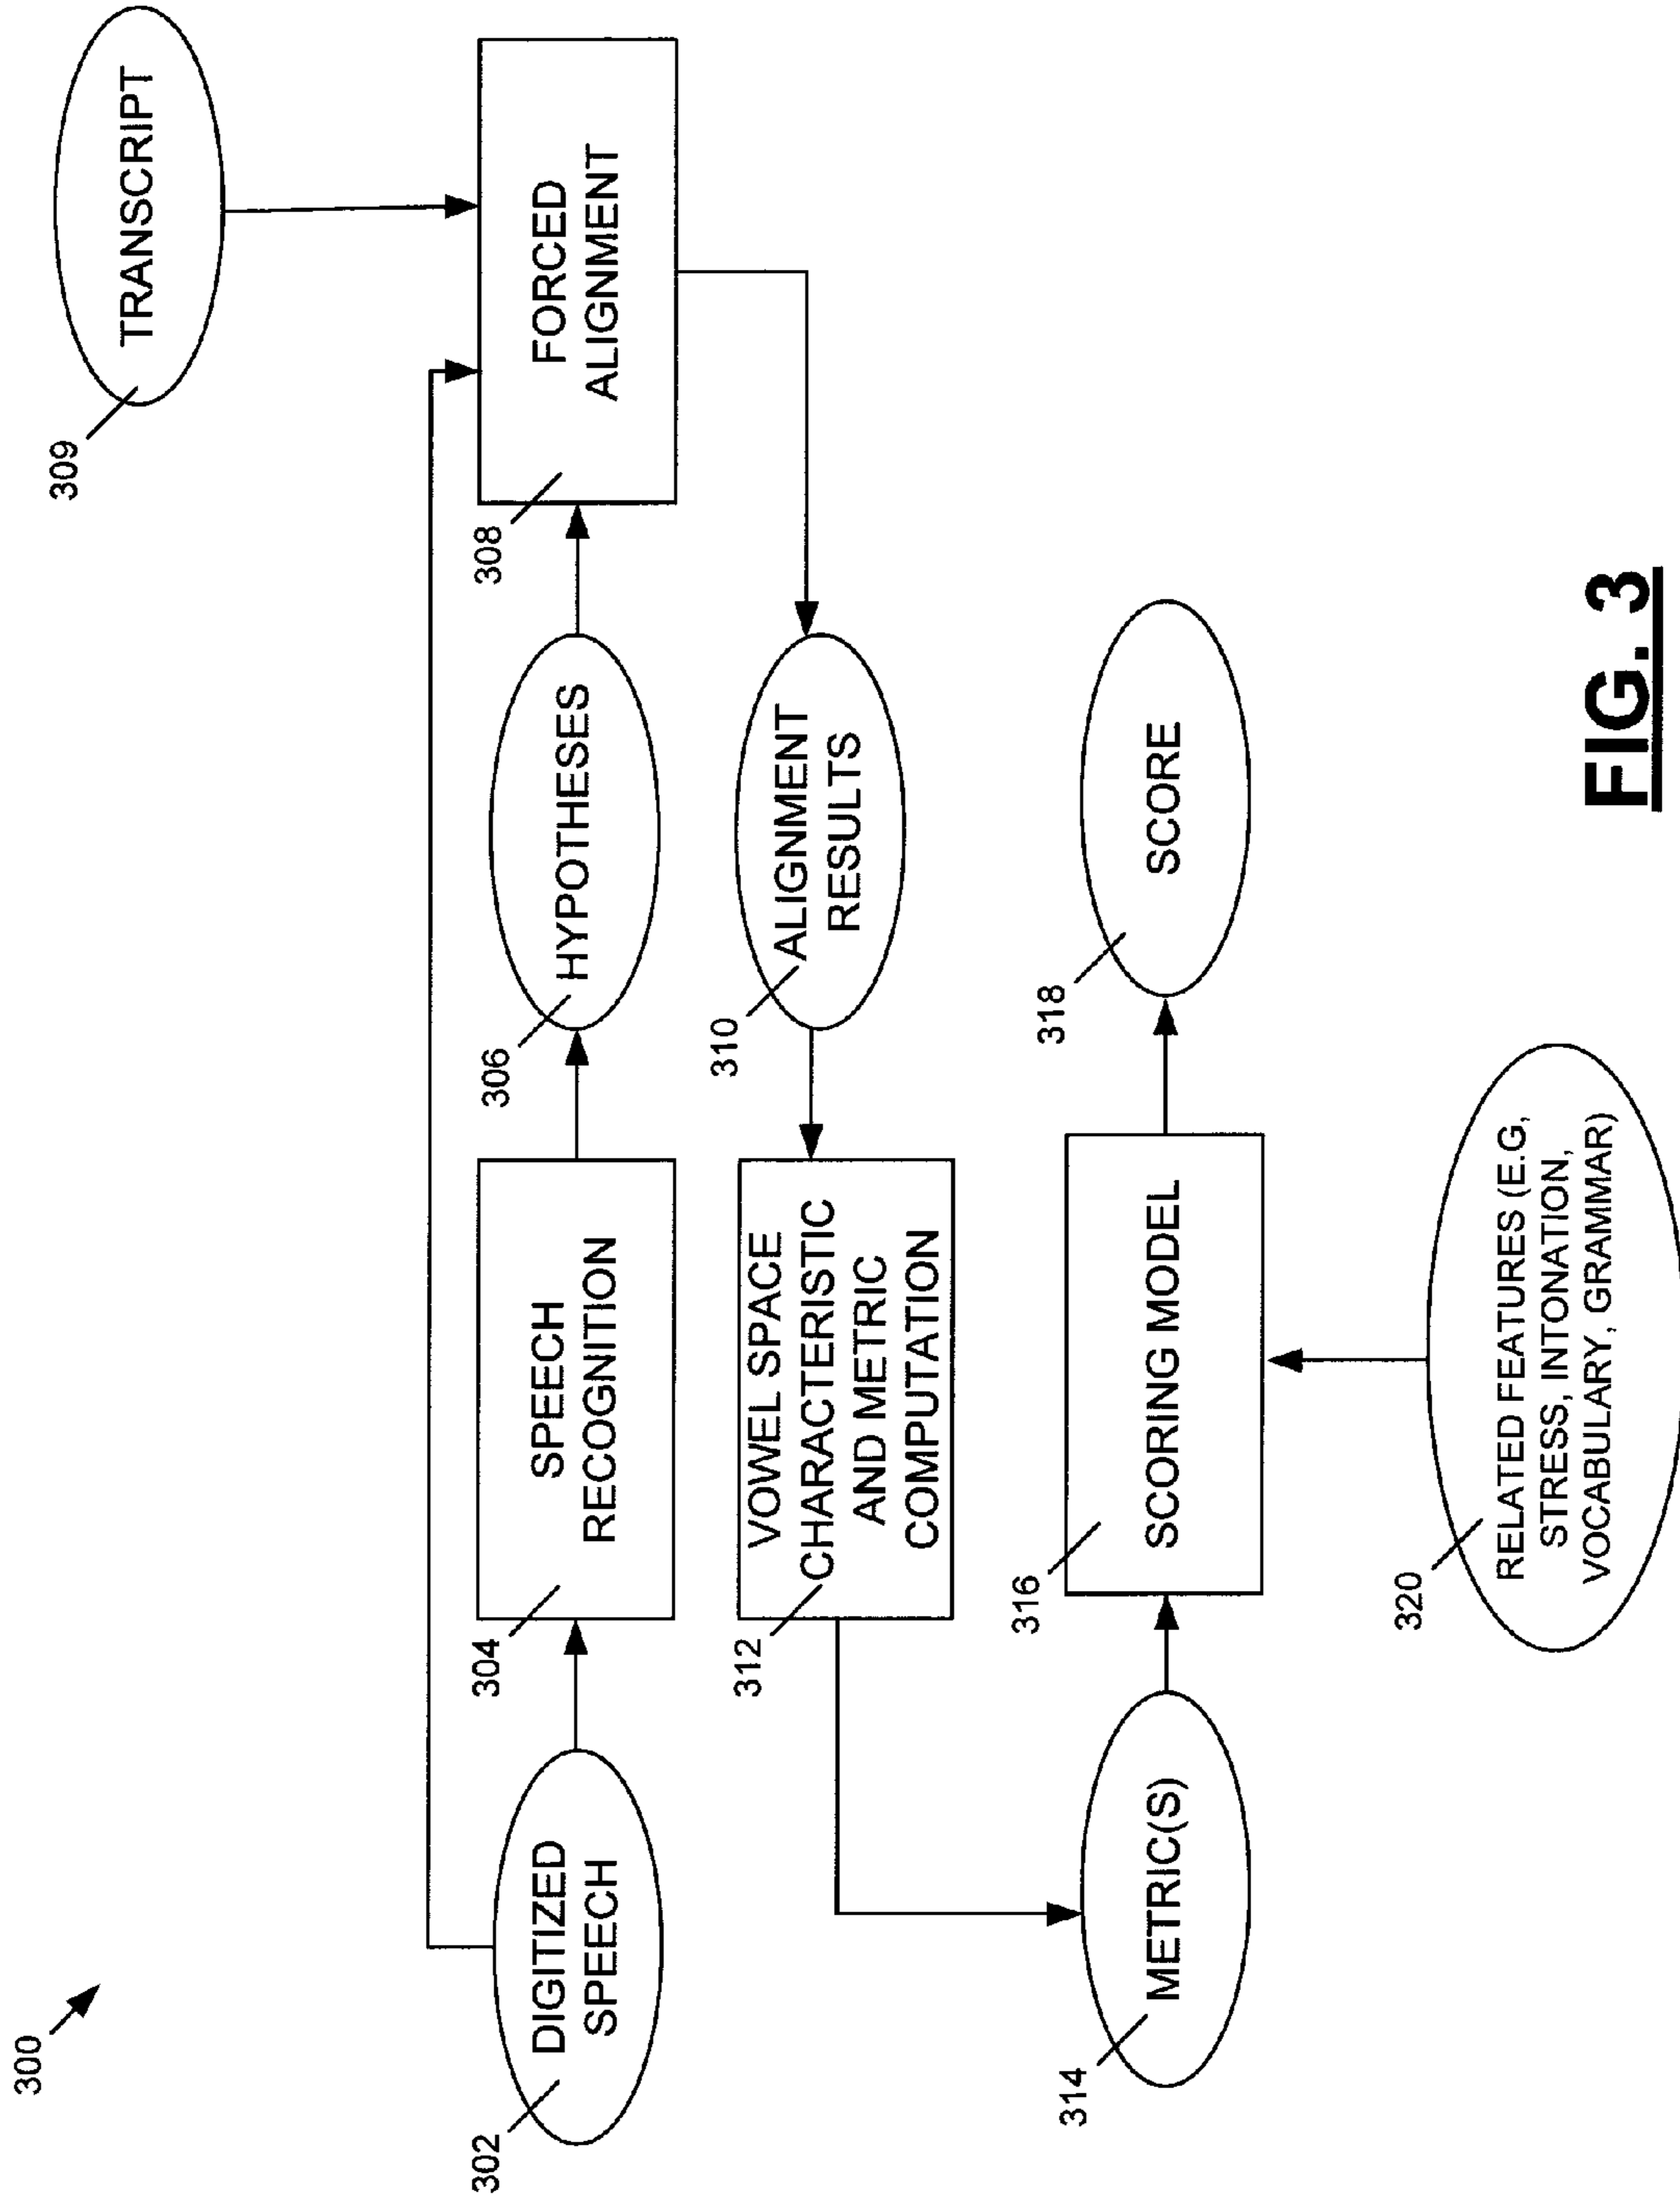 300
TRANSCRIPT
309
DIGITIZED
SPEECH
302
SPEECH
RECOGNITION
304
HYPOTHESES
306
FORCED
ALIGNMENT
308
VOWEL SPACE
CHARACTERISTIC
AND METRIC
COMPUTATION
312
ALIGNMENT
RESULTS
310
METRIC(S)
314
SCORING MODEL
316
SCORE
318
RELATED FEATURES (E.G,
STRESS, INTONATION,
VOCABULARY, GRAMMAR)
320
FIG. 3